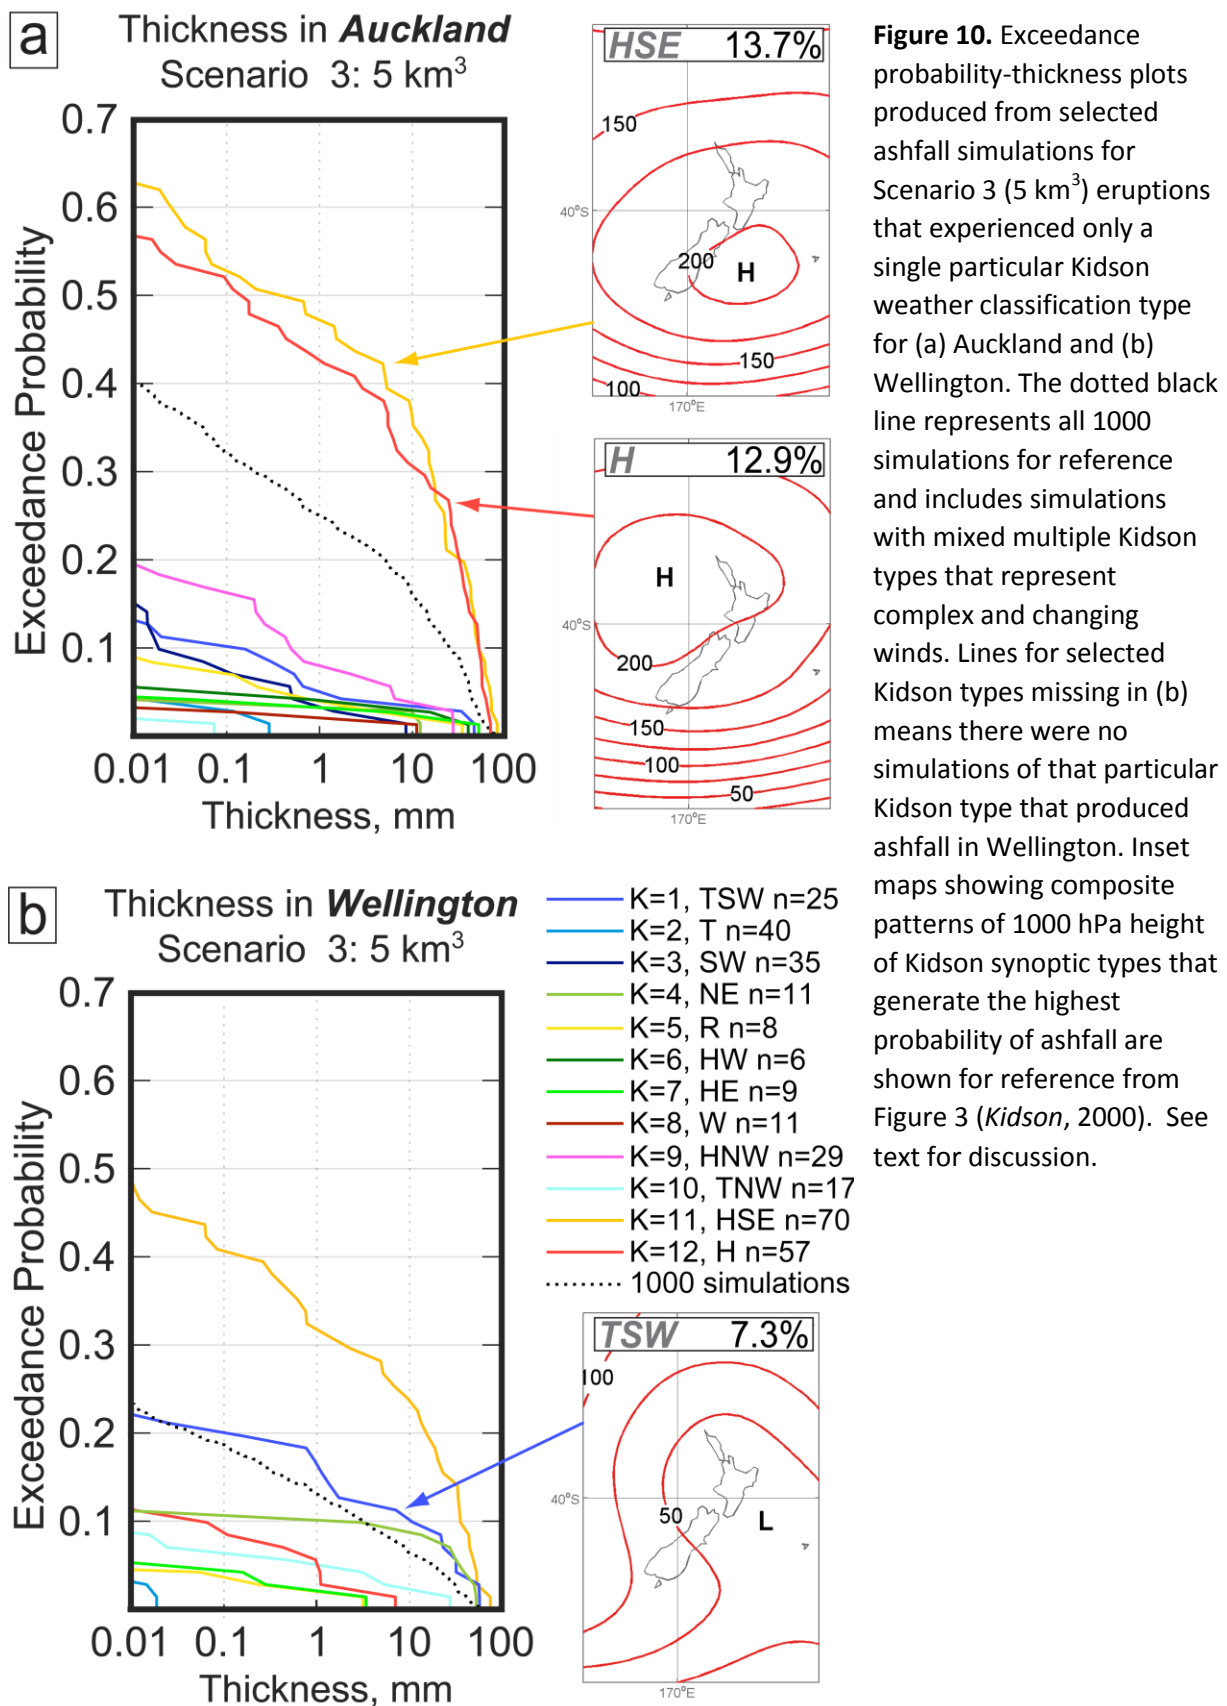 a
Thickness in Auckland
Scenario 3: 5 km³
0.7
0.6
0.5
0.4
0.3
0.2
0.1
Exceedance Probability
0.01 0.1 1 10 100
Thickness, mm
HSE 13.7%
150
40°S
200 H
150
100
170°E
H 12.9%
H
40°S
200
150
100
50
170°E
b
Thickness in Wellington
Scenario 3: 5 km³
0.7
0.6
0.5
0.4
0.3
0.2
0.1
Exceedance Probability
0.01 0.1 1 10 100
Thickness, mm
K=1, TSW n=25
K=2, T n=40
K=3, SW n=35
K=4, NE n=11
K=5, R n=8
K=6, HW n=6
K=7, HE n=9
K=8, W n=11
K=9, HNW n=29
K=10, TNW n=17
K=11, HSE n=70
K=12, H n=57
1000 simulations
TSW 7.3%
100
40°S
50
L
170°E
Figure 10. Exceedance
probability-thickness plots
produced from selected
ashfall simulations for
Scenario 3 (5 km³) eruptions
that experienced only a
single particular Kidson
weather classification type
for (a) Auckland and (b)
Wellington. The dotted black
line represents all 1000
simulations for reference
and includes simulations
with mixed multiple Kidson
types that represent
complex and changing
winds. Lines for selected
Kidson types missing in (b)
means there were no
simulations of that particular
Kidson type that produced
ashfall in Wellington. Inset
maps showing composite
patterns of 1000 hPa height
of Kidson synoptic types that
generate the highest
probability of ashfall are
shown for reference from
Figure 3 (Kidson, 2000). See
text for discussion.